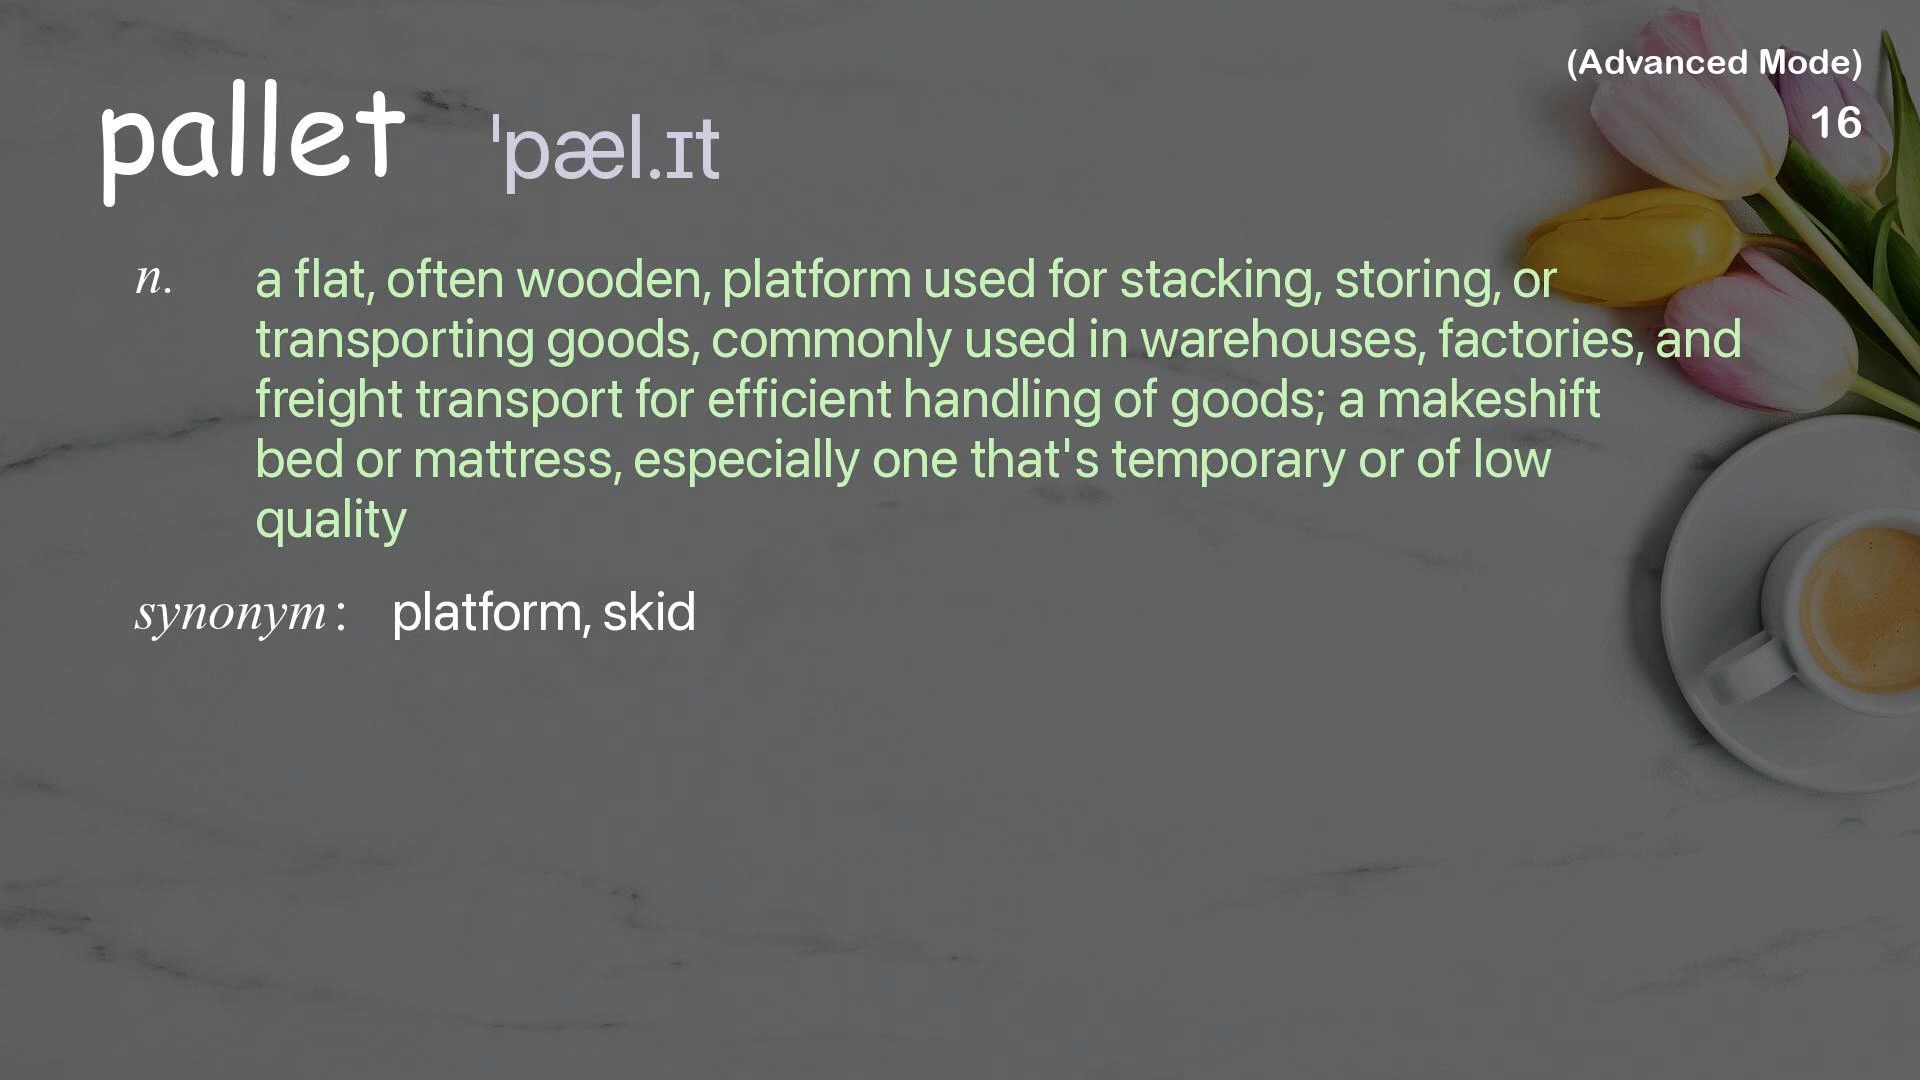 (Advanced Mode)
16
pallet ˈpæl.ɪt
n. a flat, often wooden, platform used for stacking, storing, or
transporting goods, commonly used in warehouses, factories, and
freight transport for efficient handling of goods; a makeshift
bed or mattress, especially one that's temporary or of low
quality
synonym: platform, skid